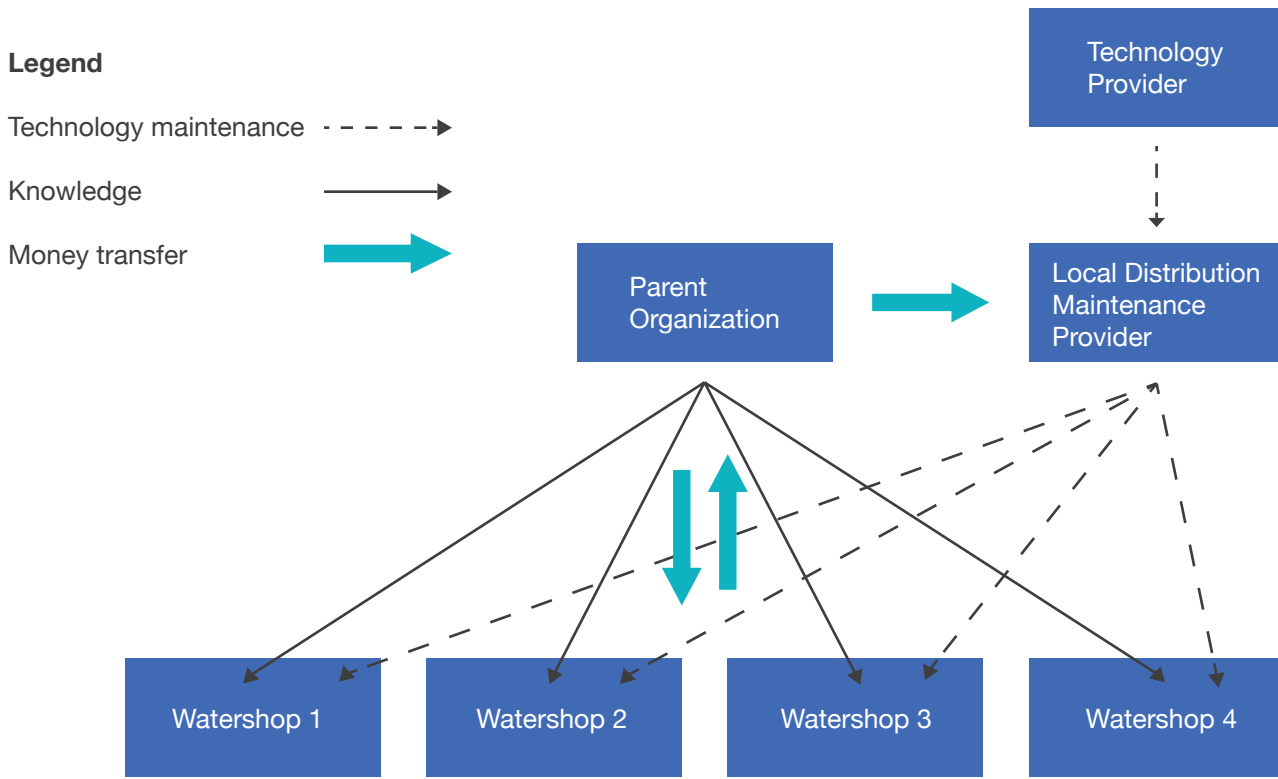 Legend
Technology maintenance
Knowledge
Money transfer
Technology
Provider
Parent
Organization
Local Distribution
Maintenance
Provider
Watershop 1
Watershop 2
Watershop 3
Watershop 4